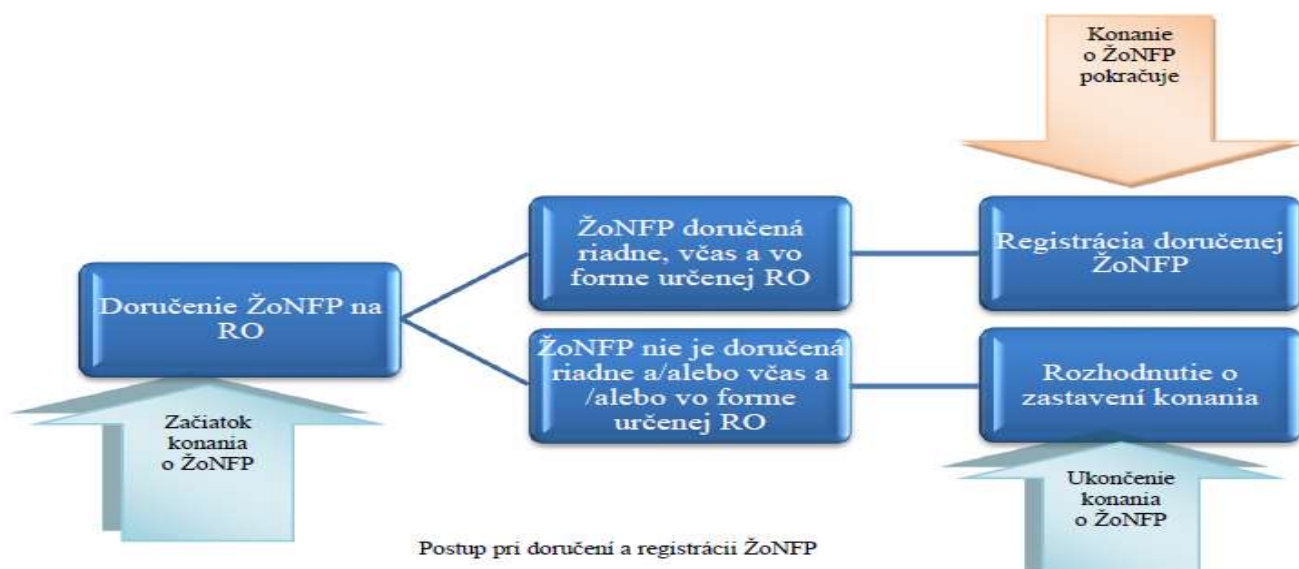 Konanie
o ŽoNFP
pokračuje
ŽoNFP doručená
riadne, včas a vo
forme určenej RO
Registrácia doručenej
ŽoNFP
Doručenie ŽoNFP na
RO
ŽoNFP nie je doručená
riadne a/alebo včas a
/alebo vo forme
určenej RO
Rozhodnutie o
zastavení konania
Začiatok
konania
o ŽoNFP
Ukončenie
konania
o ŽoNFP
Postup pri doručení a registrácii ŽoNFP